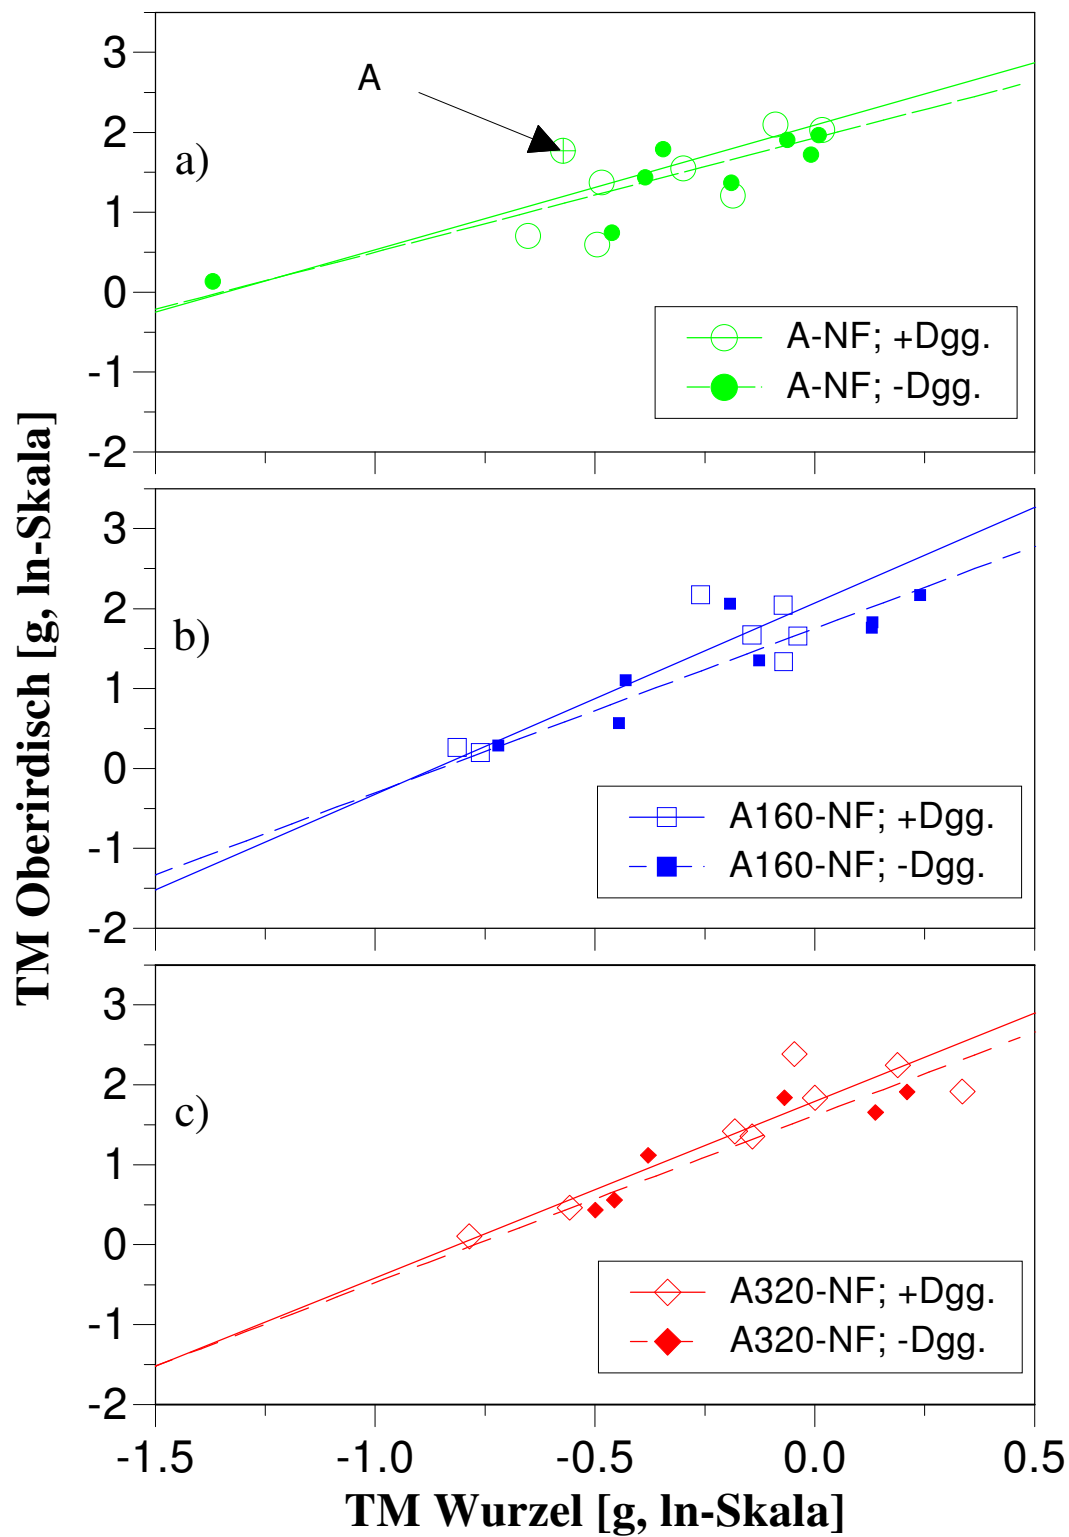 3
2
1
0
-1
-2
A
a)
A-NF; +Dgg.
A-NF; -Dgg.
3
2
1
0
-1
-2
b)
A160-NF; +Dgg.
A160-NF; -Dgg.
3
2
1
0
-1
-2
c)
A320-NF; +Dgg.
A320-NF; -Dgg.
-1.5 -1.0 -0.5 0.0 0.5
TM Wurzel [g, ln-Skala]
TM Oberirdisch [g, ln-Skala]